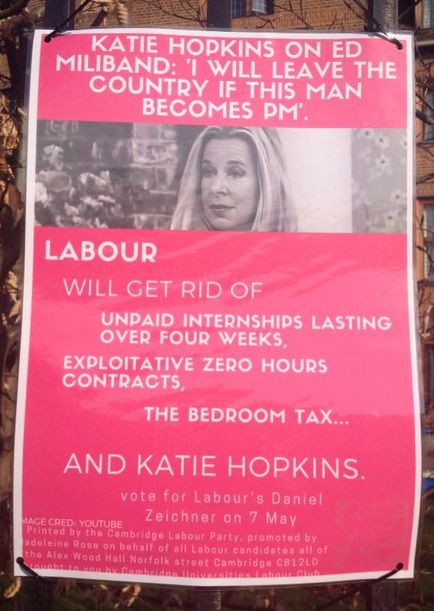 KATIE HOPKINS ON ED
MILIBAND: 'I WILL LEAVE THE
COUNTRY IF THIS MAN
BECOMES PM'.
LABOUR
WILL GET RID OF
UNPAID INTERNSHIPS LASTING
OVER FOUR WEEKS,
EXPLOITATIVE ZERO HOURS
CONTRACTS,
THE BEDROOM TAX...
AND KATIE HOPKINS.
vote for Labour's Daniel
Zeichner on 7 May
MAGE CRED: YOUTUBE
Printed by the Cambridge Labour Party, promoted by
adeleine Rose on behalf of all Labour candidates all of
the Alex Wood Hall Norfolk street Cambridge CB12LD
rought to you by Cambridge Universities Labour Club